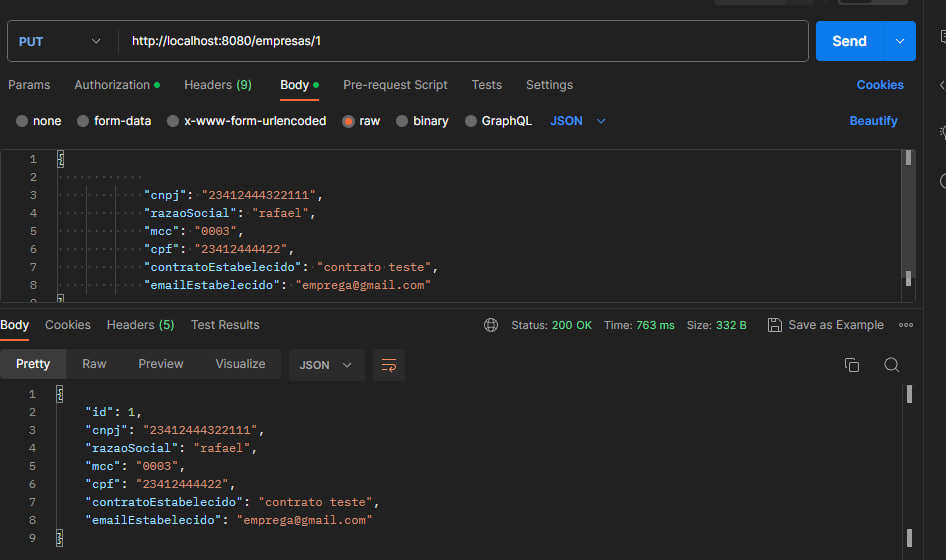 PUT http://localhost:8080/empresas/1 Send
Params Authorization Headers (9) Body Pre-request Script Tests Settings Cookies
none form-data x-www-form-urlencoded raw binary GraphQL JSON Beautify
1 {
2
3 "cnpj": "23412444322111",
4 "razaoSocial": "rafael",
5 "mcc": "0003",
6 "cpf": "23412444422",
7 "contratoEstabelecido": "contrato teste",
8 "emailEstabelecido": "emprega@gmail.com"
9 }
Body Cookies Headers (5) Test Results Status: 200 OK Time: 763 ms Size: 332 B Save as Example
Pretty Raw Preview Visualize JSON
1 {
2 "id": 1,
3 "cnpj": "23412444322111",
4 "razaoSocial": "rafael",
5 "mcc": "0003",
6 "cpf": "23412444422",
7 "contratoEstabelecido": "contrato teste",
8 "emailEstabelecido": "emprega@gmail.com"
9 }